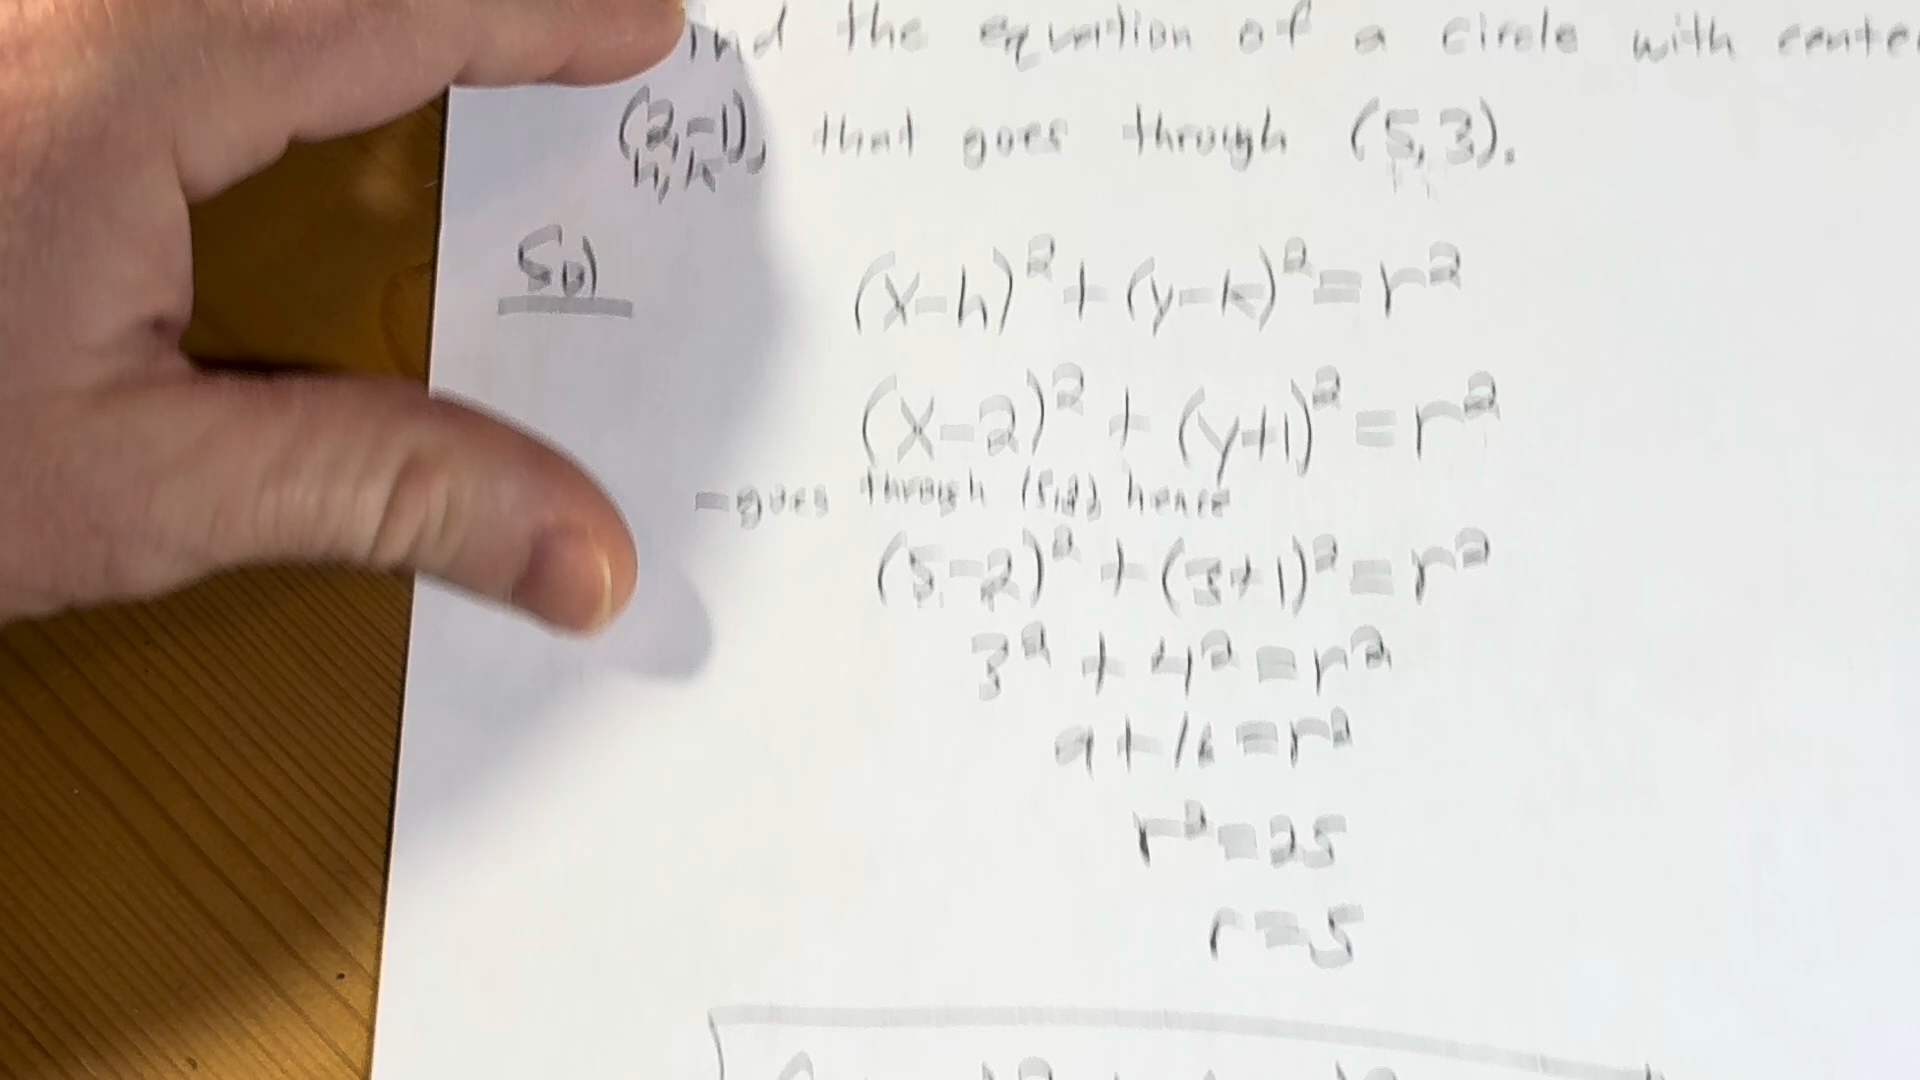 ind the equation of a circle with cente
(2,-1), that goes through (5,3).
h, k
Sol
(x-h)² + (y-k)² = r²
(x-2)² + (y+1)² = r²
- goes through (5,3) hence
(5-2)² + (3+1)² = r²
3² + 4² = r²
9 + 16 = r²
r² = 25
r = 5